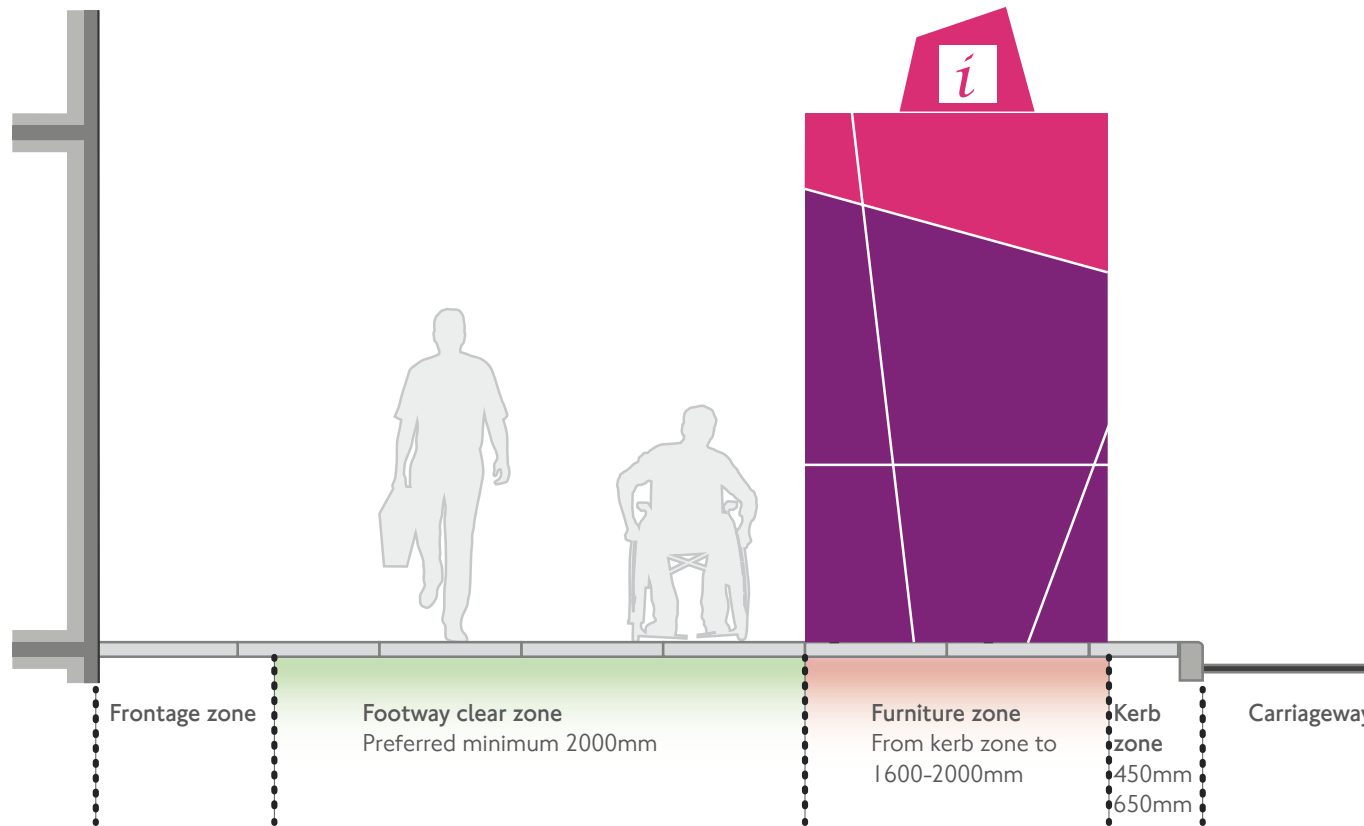 i
Frontage zone
Footway clear zone
Preferred minimum 2000mm
Furniture zone
From kerb zone to
1600-2000mm
Kerb
zone
450mm
650mm
Carriageway